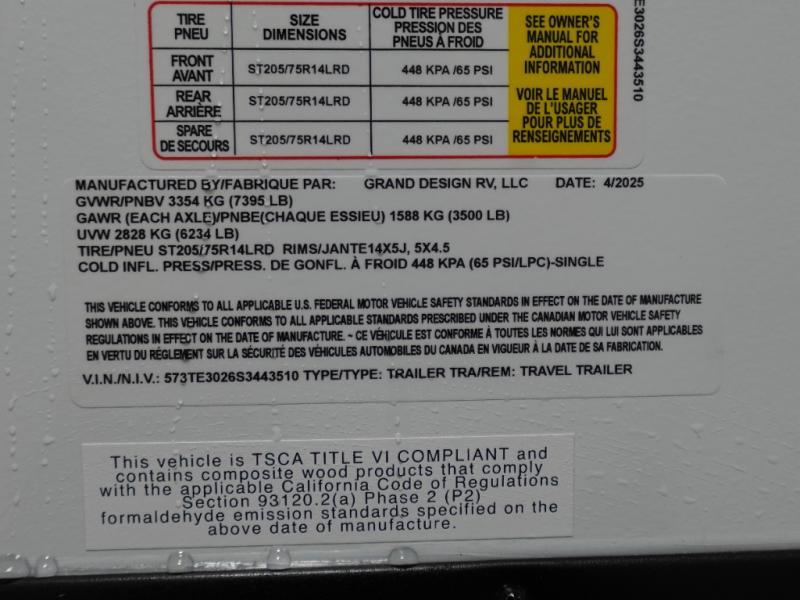 TIRE PNEU SIZE DIMENSIONS COLD TIRE PRESSURE PRESSION DES PNEUS À FROID
FRONT AVANT ST205/75R14LRD 448 KPA /65 PSI
REAR ARRIÈRE ST205/75R14LRD 448 KPA /65 PSI
SPARE DE SECOURS ST205/75R14LRD 448 KPA /65 PSI
SEE OWNER'S
MANUAL FOR
ADDITIONAL
INFORMATION
VOIR LE MANUEL
DE L'USAGER
POUR PLUS DE
RENSEIGNEMENTS
TE3026S3443510
MANUFACTURED BY/FABRIQUE PAR: GRAND DESIGN RV, LLC DATE: 4/2025
GVWR/PNBV 3354 KG (7395 LB)
GAWR (EACH AXLE)/PNBE(CHAQUE ESSIEU) 1588 KG (3500 LB)
UVW 2828 KG (6234 LB)
TIRE/PNEU ST205/75R14LRD RIMS/JANTE14X5J, 5X4.5
COLD INFL. PRESS/PRESS. DE GONFL. À FROID 448 KPA (65 PSI/LPC)-SINGLE
THIS VEHICLE CONFORMS TO ALL APPLICABLE U.S. FEDERAL MOTOR VEHICLE SAFETY STANDARDS IN EFFECT ON THE DATE OF MANUFACTURE
SHOWN ABOVE. THIS VEHICLE CONFORMS TO ALL APPLICABLE STANDARDS PRESCRIBED UNDER THE CANADIAN MOTOR VEHICLE SAFETY
REGULATIONS IN EFFECT ON THE DATE OF MANUFACTURE. ~ CE VÉHICULE EST CONFORME À TOUTES LES NORMES QUI LUI SONT APPLICABLES
EN VERTU DU RÉGLEMENT SUR LA SÉCURITÉ DES VÉHICULES AUTOMOBILES DU CANADA EN VIGUEUR À LA DATE DE SA FABRICATION.
V.I.N./N.I.V.: 573TE3026S3443510 TYPE/TYPE: TRAILER TRA/REM: TRAVEL TRAILER
This vehicle is TSCA TITLE VI COMPLIANT and
contains composite wood products that comply
with the applicable California Code of Regulations
Section 93120.2(a) Phase 2 (P2)
formaldehyde emission standards specified on the
above date of manufacture.